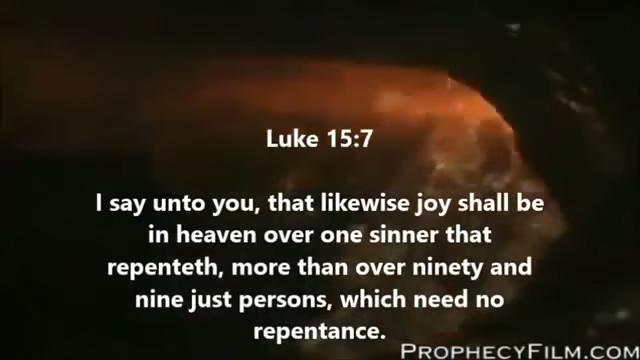 Luke 15:7
I say unto you, that likewise joy shall be
in heaven over one sinner that
repenteth, more than over ninety and
nine just persons, which need no
repentance.
PROPHECYFILM.COM